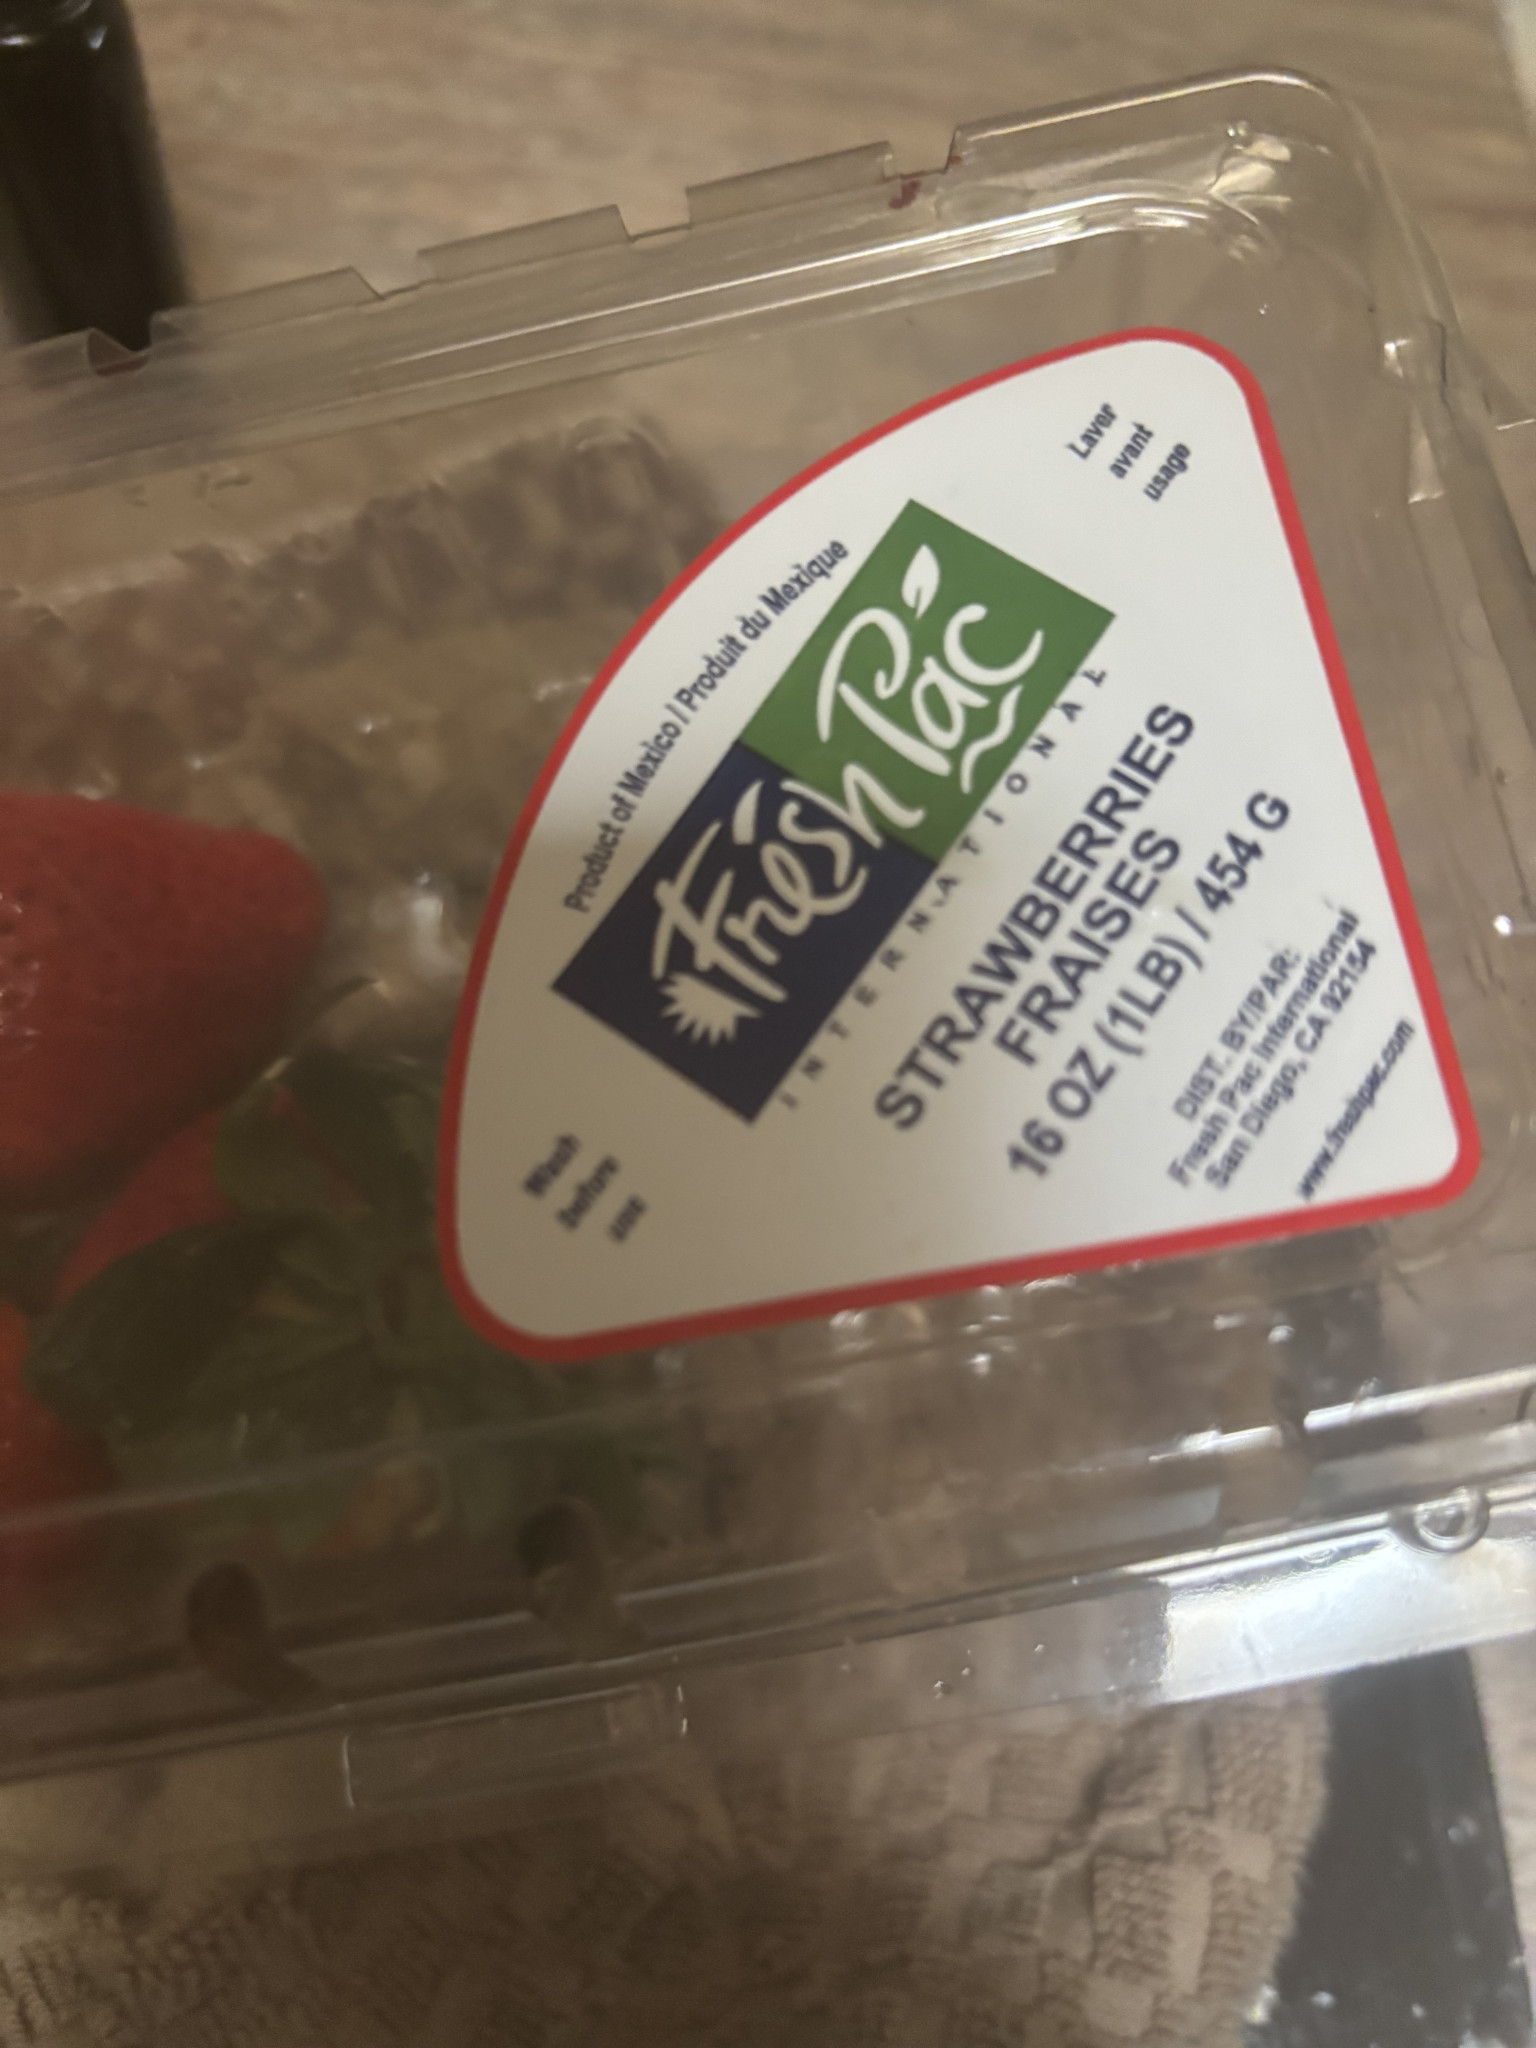 Product of Mexico / Produit du Mexique
Fresh Pac
INTERNATIONAL
Wash
before
use
Laver
avant
usage
STRAWBERRIES
FRAISES
16 OZ (1LB) / 454 G
DIST. BY/PAR:
Fresh Pac International
San Diego, CA 92154
www.freshpac.com